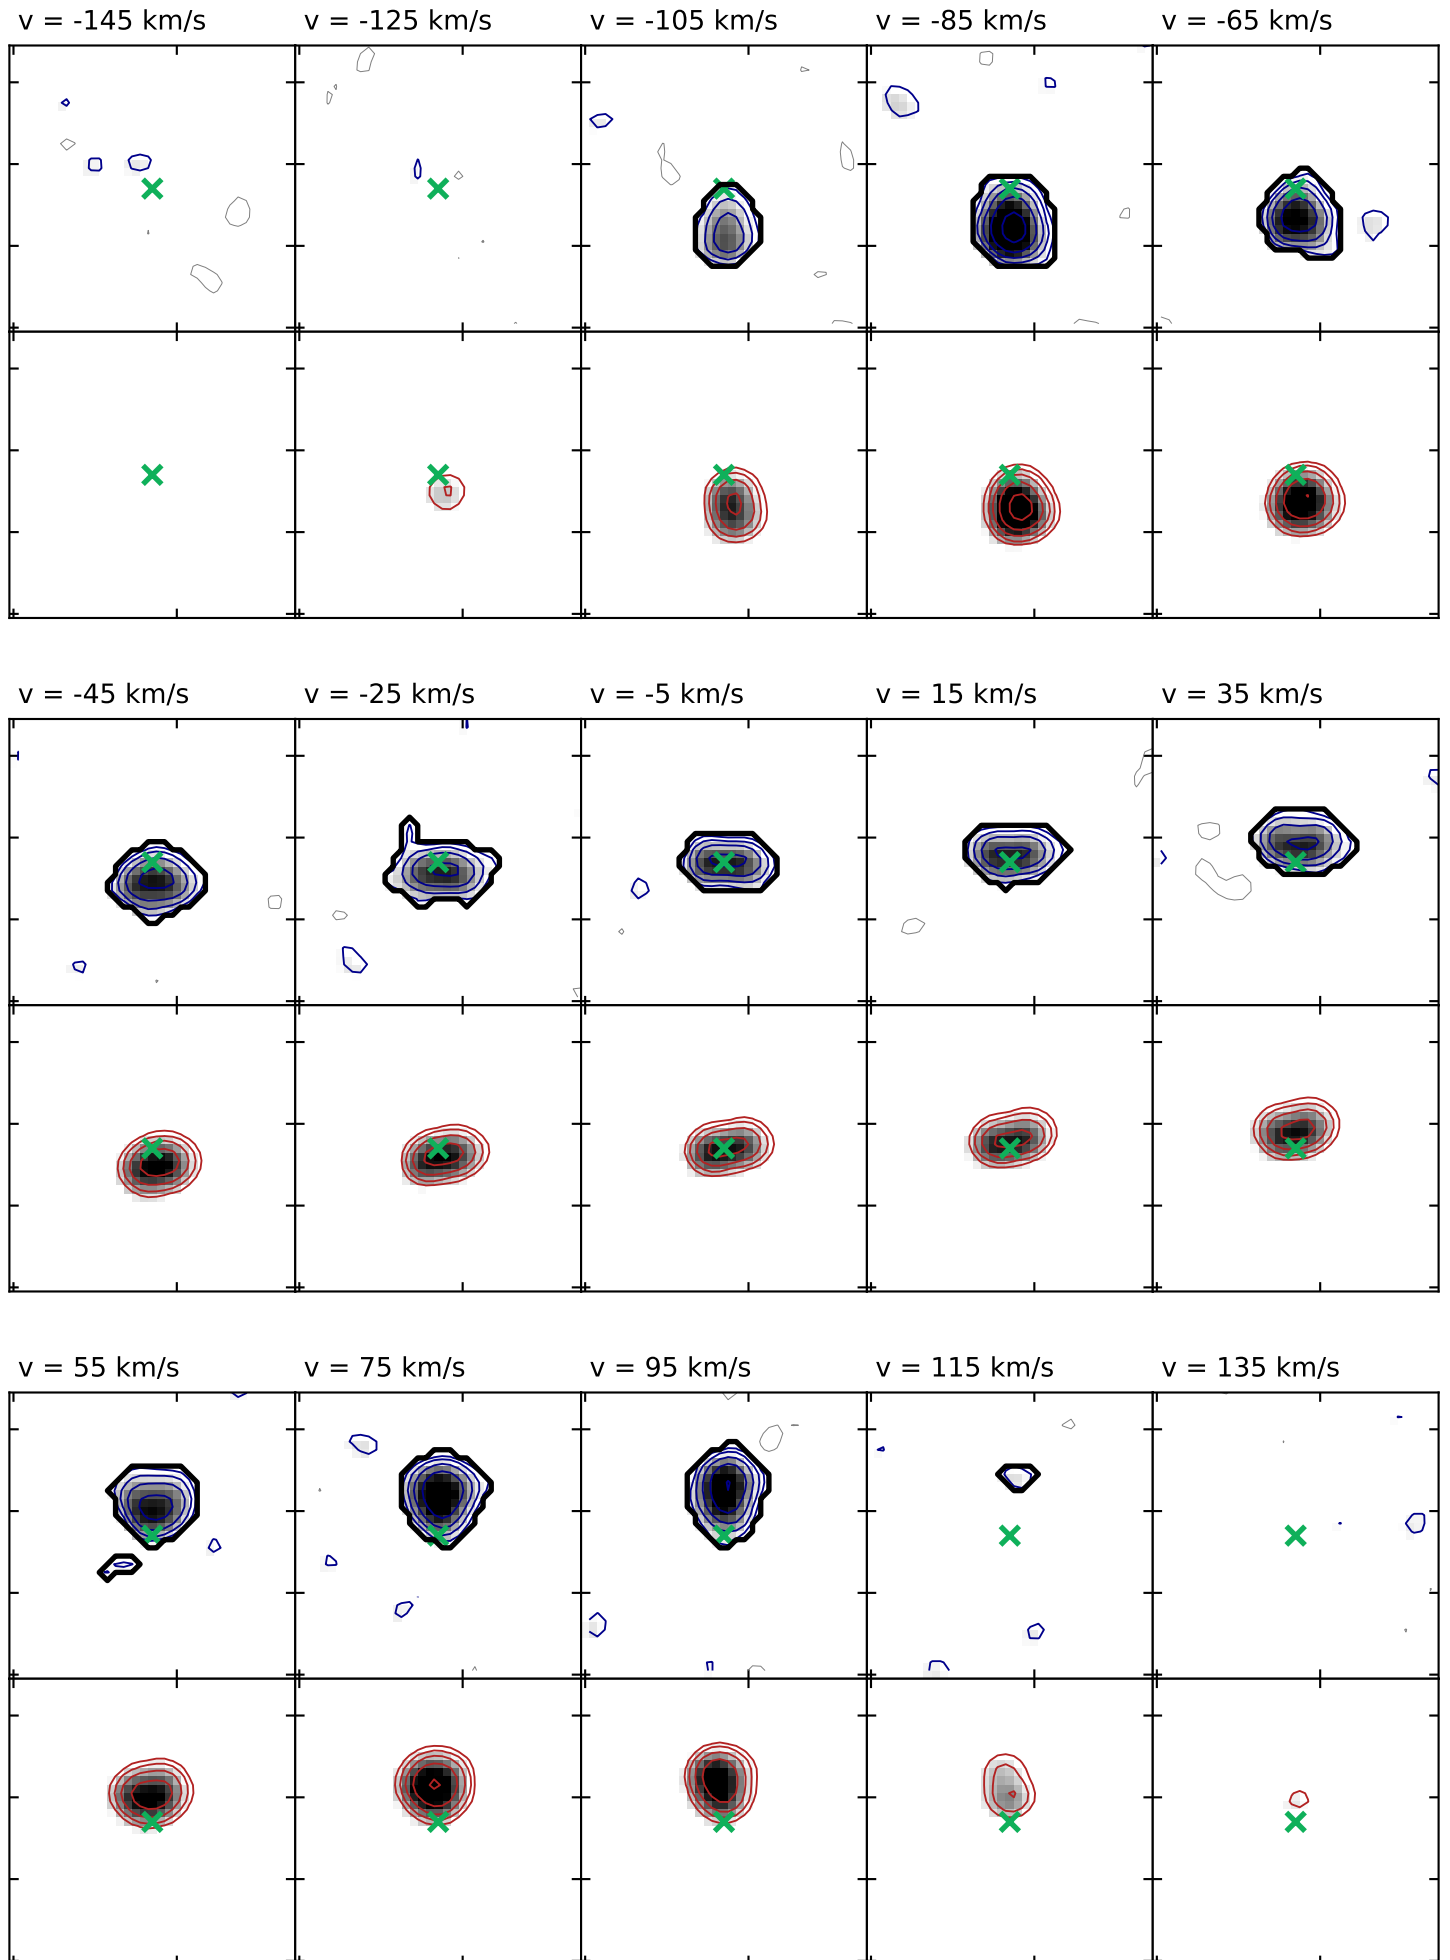 v = -145 km/s v = -125 km/s v = -105 km/s v = -85 km/s v = -65 km/s
v = -45 km/s v = -25 km/s v = -5 km/s v = 15 km/s v = 35 km/s
v = 55 km/s v = 75 km/s v = 95 km/s v = 115 km/s v = 135 km/s